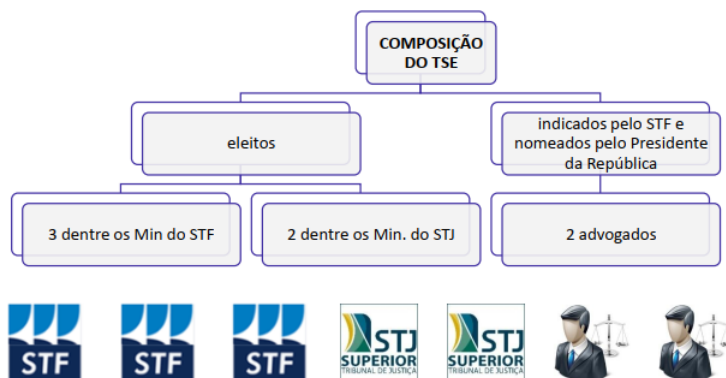 COMPOSIÇÃO
DO TSE
eleitos
indicados pelo STF e
nomeados pelo Presidente
da República
3 dentre os Min do STF
2 dentre os Min. do STJ
2 advogados
STF
STF
STF
STJ
SUPERIOR
TRIBUNAL DE JUSTIÇA
STJ
SUPERIOR
TRIBUNAL DE JUSTIÇA